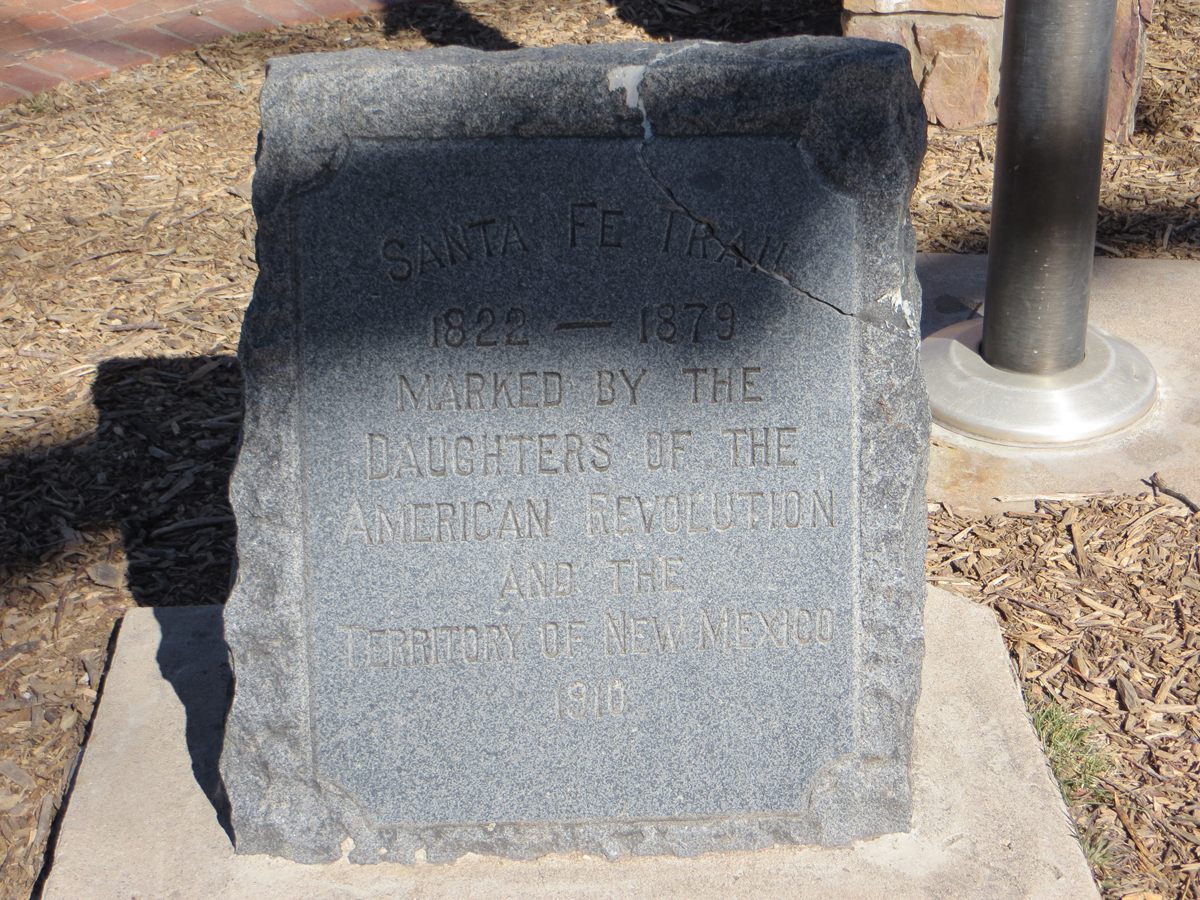 SANTA FE TRAIL
1822 — 1879
MARKED BY THE
DAUGHTERS OF THE
AMERICAN REVOLUTION
AND THE
TERRITORY OF NEW MEXICO
1910